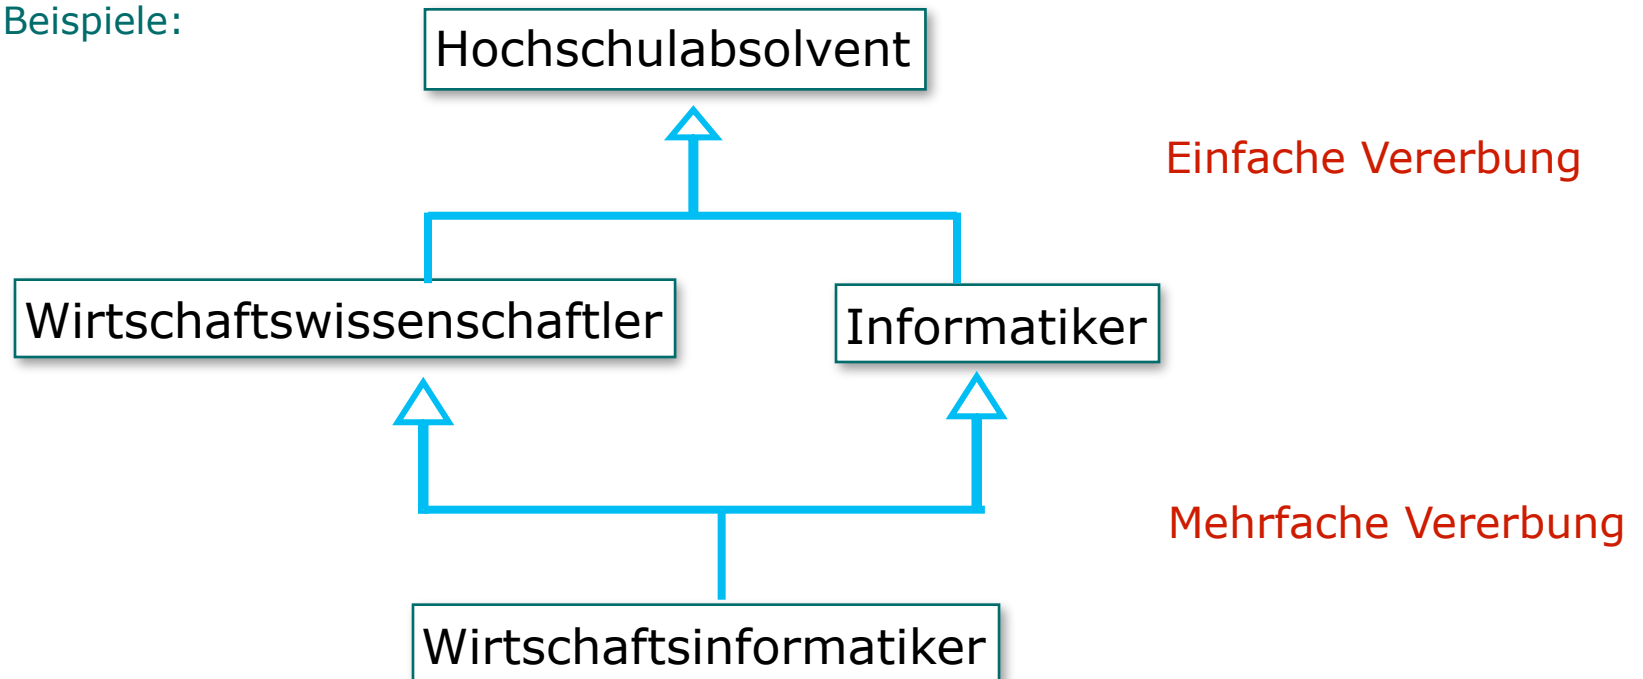 Beispiele:
Hochschulabsolvent
Einfache Vererbung
Wirtschaftswissenschaftler
Informatiker
Mehrfache Vererbung
Wirtschaftsinformatiker